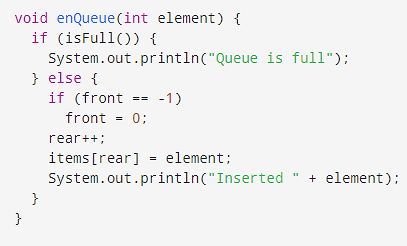 void enQueue(int element) {
  if (isFull()) {
    System.out.println("Queue is full");
  } else {
    if (front == -1)
      front = 0;
    rear++;
    items[rear] = element;
    System.out.println("Inserted " + element);
  }
}